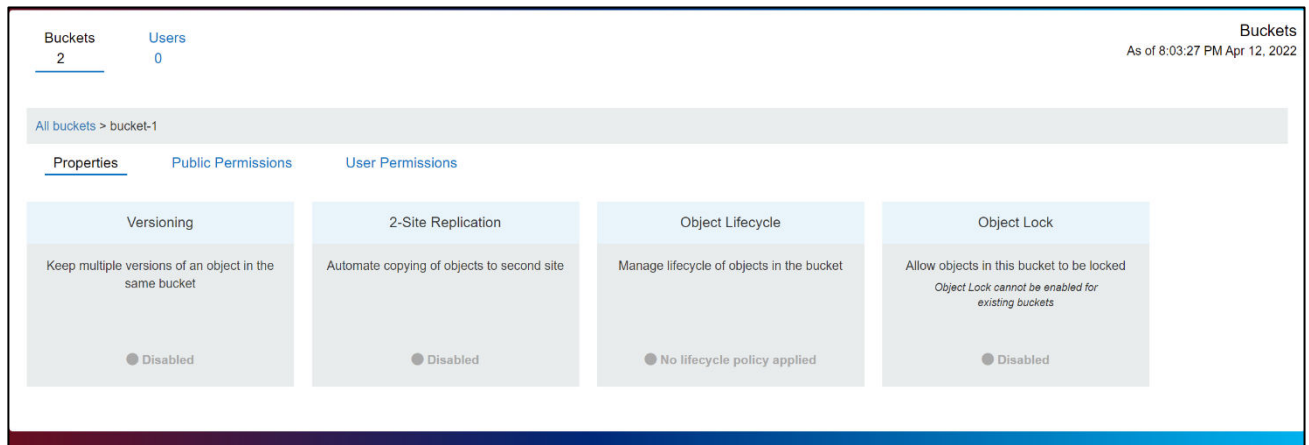 Buckets Users Buckets
2 0 As of 8:03:27 PM Apr 12, 2022
All buckets > bucket-1
Properties Public Permissions User Permissions
Versioning
Keep multiple versions of an object in the
same bucket
Disabled
2-Site Replication
Automate copying of objects to second site
Disabled
Object Lifecycle
Manage lifecycle of objects in the bucket
No lifecycle policy applied
Object Lock
Allow objects in this bucket to be locked
Object Lock cannot be enabled for
existing buckets
Disabled